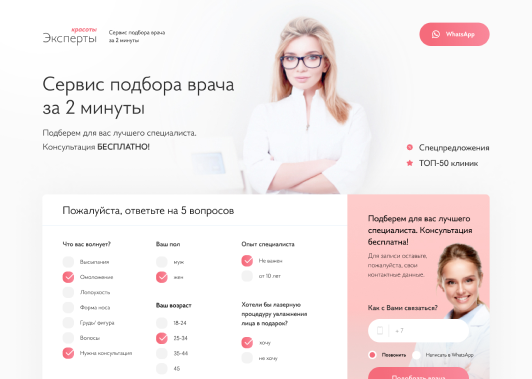 красоты
Эксперты
Сервис подбора врача
за 2 минуты
WhatsApp
Сервис подбора врача
за 2 минуты
Подберем для вас лучшего специалиста.
Консультация БЕСПЛАТНО!
Спецпредложения
ТОП-50 клиник
Пожалуйста, ответьте на 5 вопросов
Что вас волнует?
Высыпания
Омоложение
Лопоухость
Форма носа
Грудь/ фигура
Волосы
Нужна консультация
Ваш пол
муж
жен
Ваш возраст
18-24
25-34
35-44
45
Опыт специалиста
Не важен
от 10 лет
Хотели бы лазерную
процедуру увлажнения
лица в подарок?
хочу
не хочу
Подберем для вас лучшего
специалиста. Консультация
бесплатна!
Для записи оставьте,
пожалуйста, свои
контактные данные.
Как с Вами связаться?
+7
Позвонить
Написать в WhatsApp
Подобрать врача